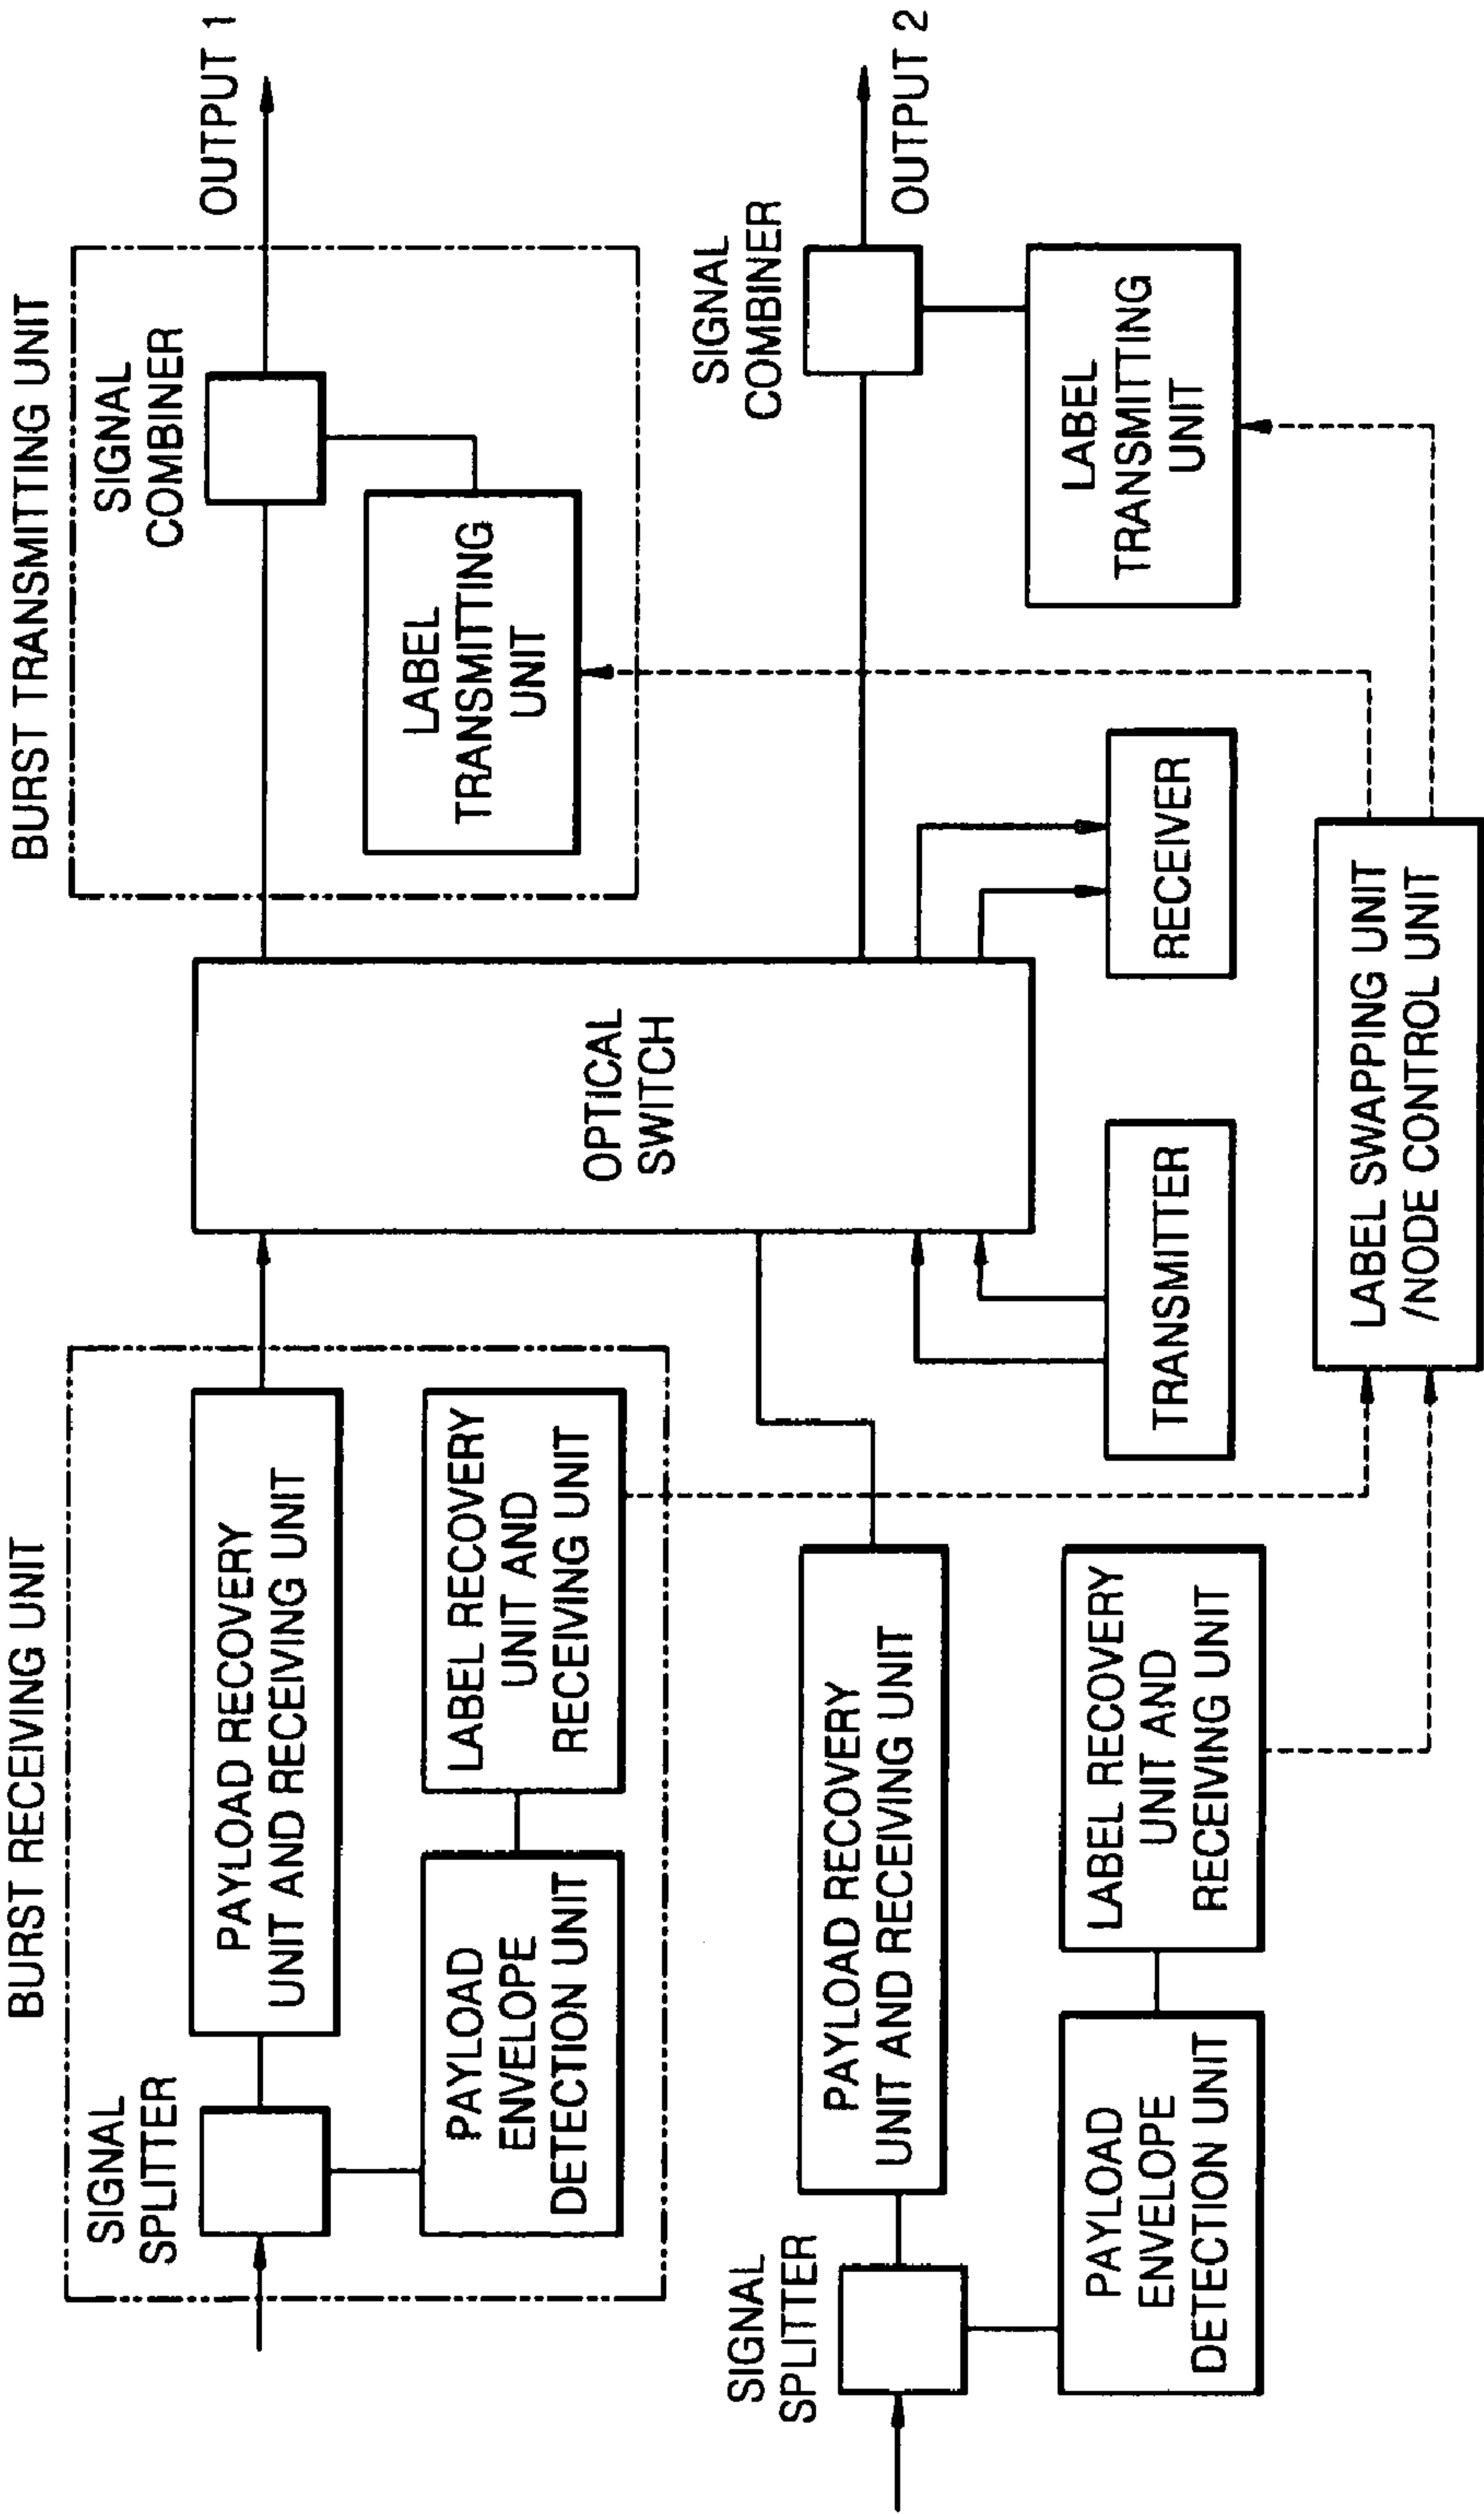 BURST RECEIVING UNIT
SIGNAL
SPLITTER
PAYLOAD RECOVERY
UNIT AND RECEIVING UNIT
PAYLOAD
ENVELOPE
DETECTION UNIT
LABEL RECOVERY
UNIT AND
RECEIVING UNIT
BURST TRANSMITTING UNIT
SIGNAL
COMBINER
LABEL
TRANSMITTING
UNIT
OUTPUT 1
OPTICAL
SWITCH
SIGNAL
SPLITTER
PAYLOAD RECOVERY
UNIT AND RECEIVING UNIT
PAYLOAD
ENVELOPE
DETECTION UNIT
LABEL RECOVERY
UNIT AND
RECEIVING UNIT
TRANSMITTER
RECEIVER
SIGNAL
COMBINER
OUTPUT 2
LABEL
TRANSMITTING
UNIT
LABEL SWAPPING UNIT
/NODE CONTROL UNIT